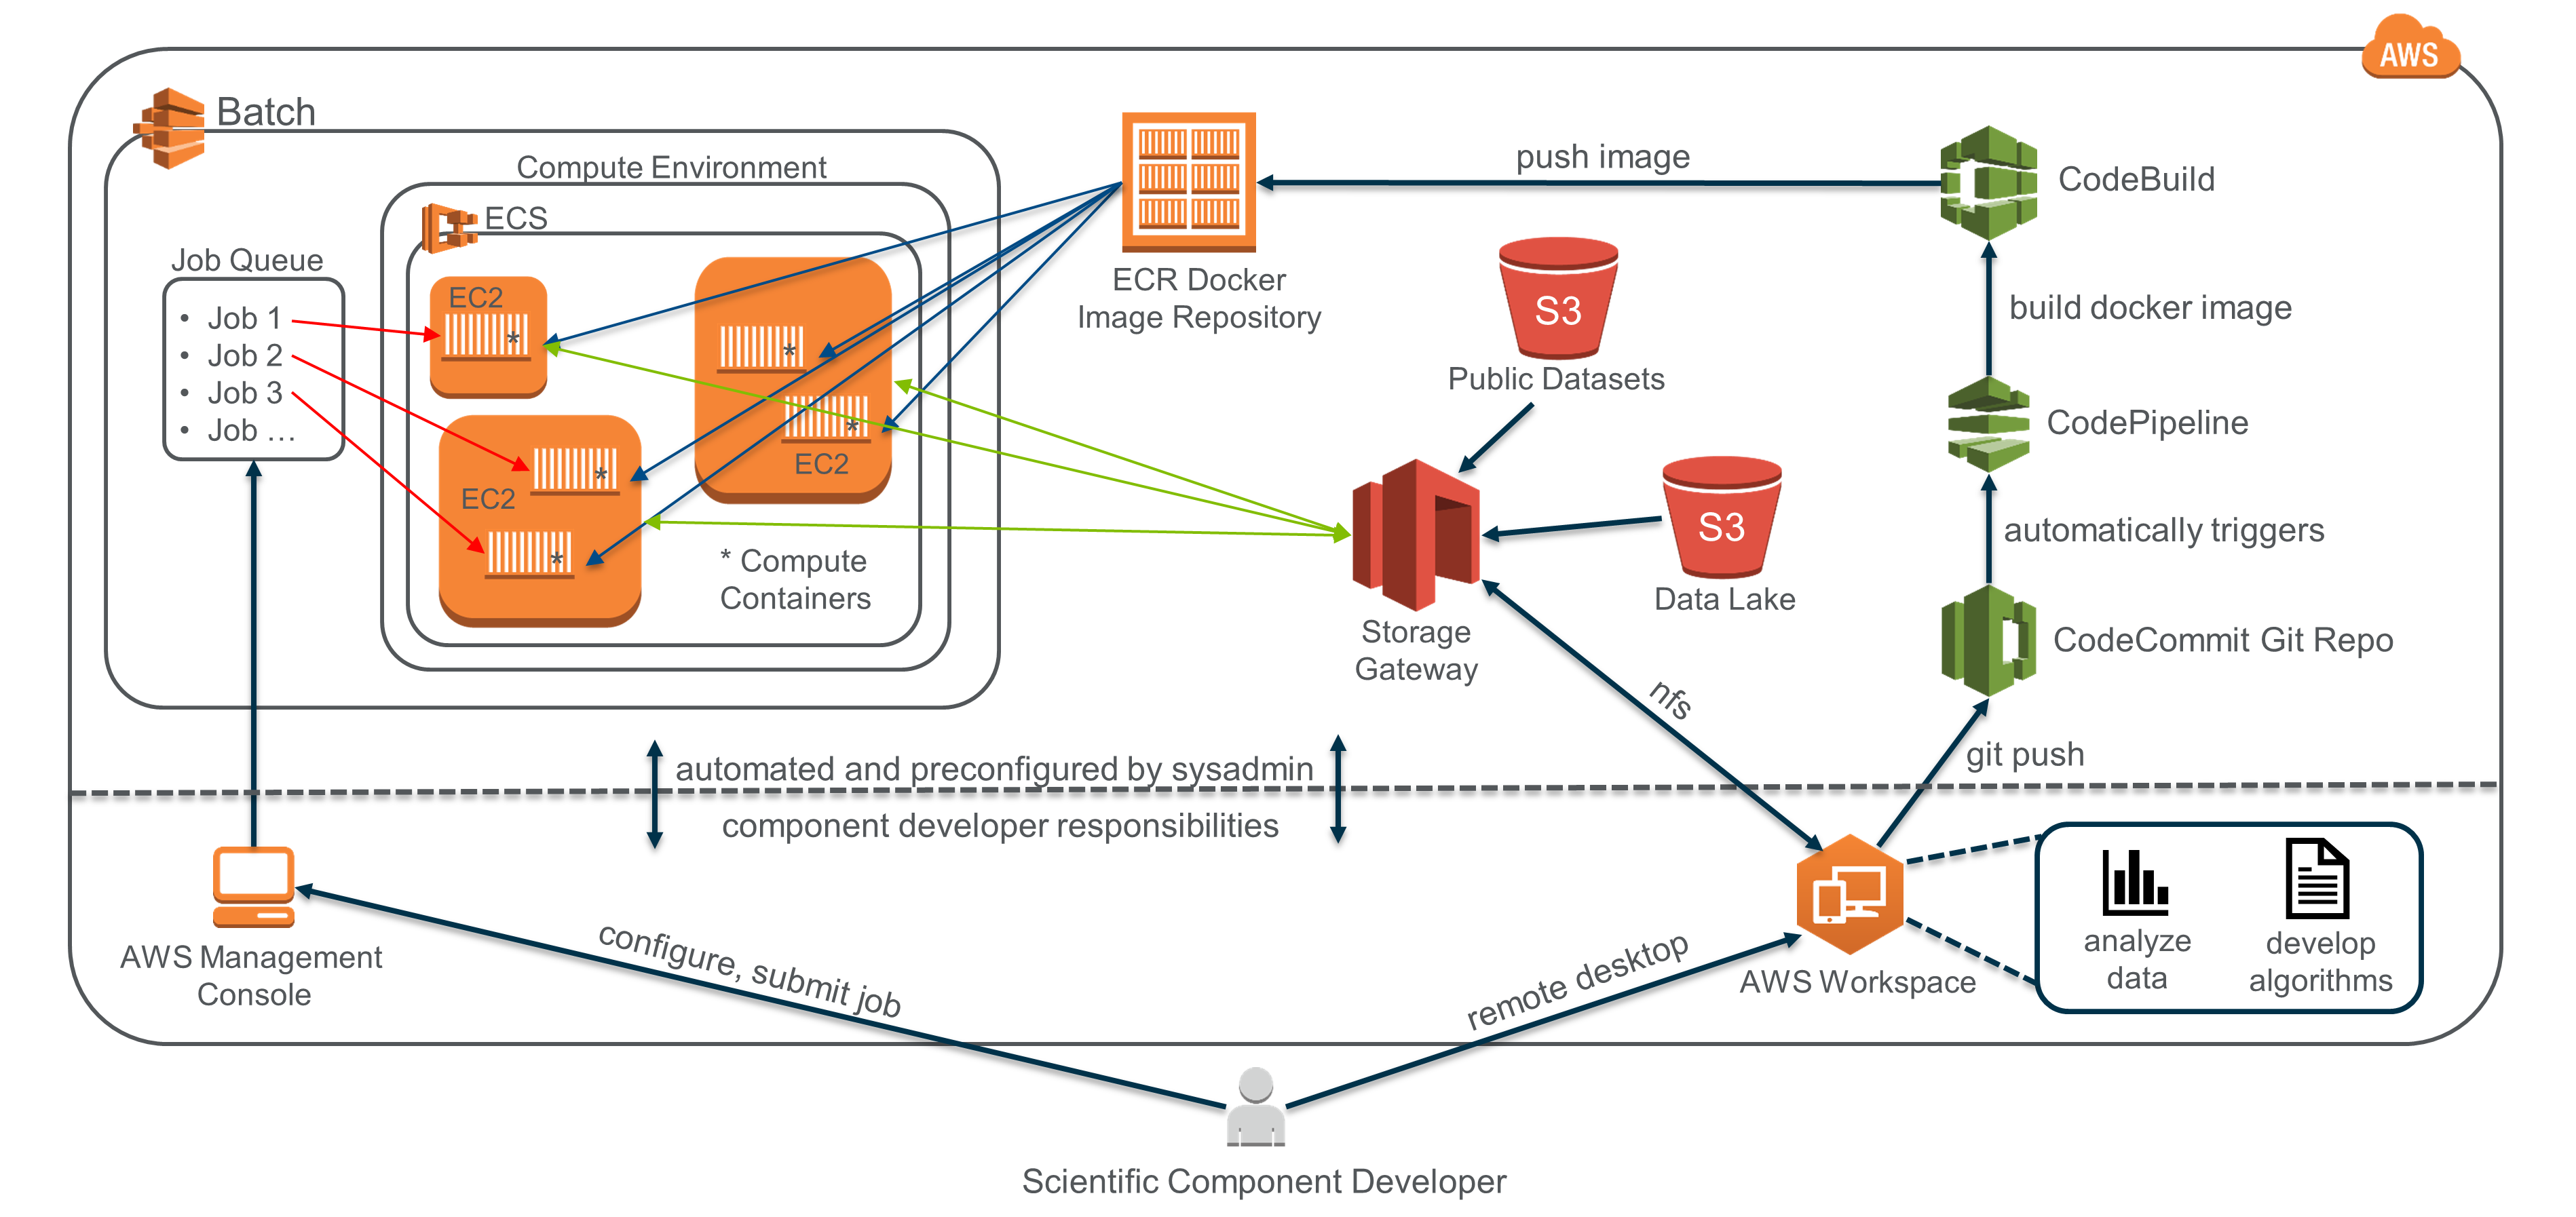 AWS
Batch
Compute Environment
ECS
Job Queue
• Job 1
• Job 2
• Job 3
• Job ...
EC2
*
*
*
EC2
*
EC2
*
* Compute
Containers
ECR Docker
Image Repository
push image
CodeBuild
S3
Public Datasets
build docker image
CodePipeline
S3
Data Lake
automatically triggers
Storage
Gateway
CodeCommit Git Repo
nfs
git push
automated and preconfigured by sysadmin
component developer responsibilities
AWS Management
Console
configure, submit job
remote desktop
AWS Workspace
analyze
data
develop
algorithms
Scientific Component Developer